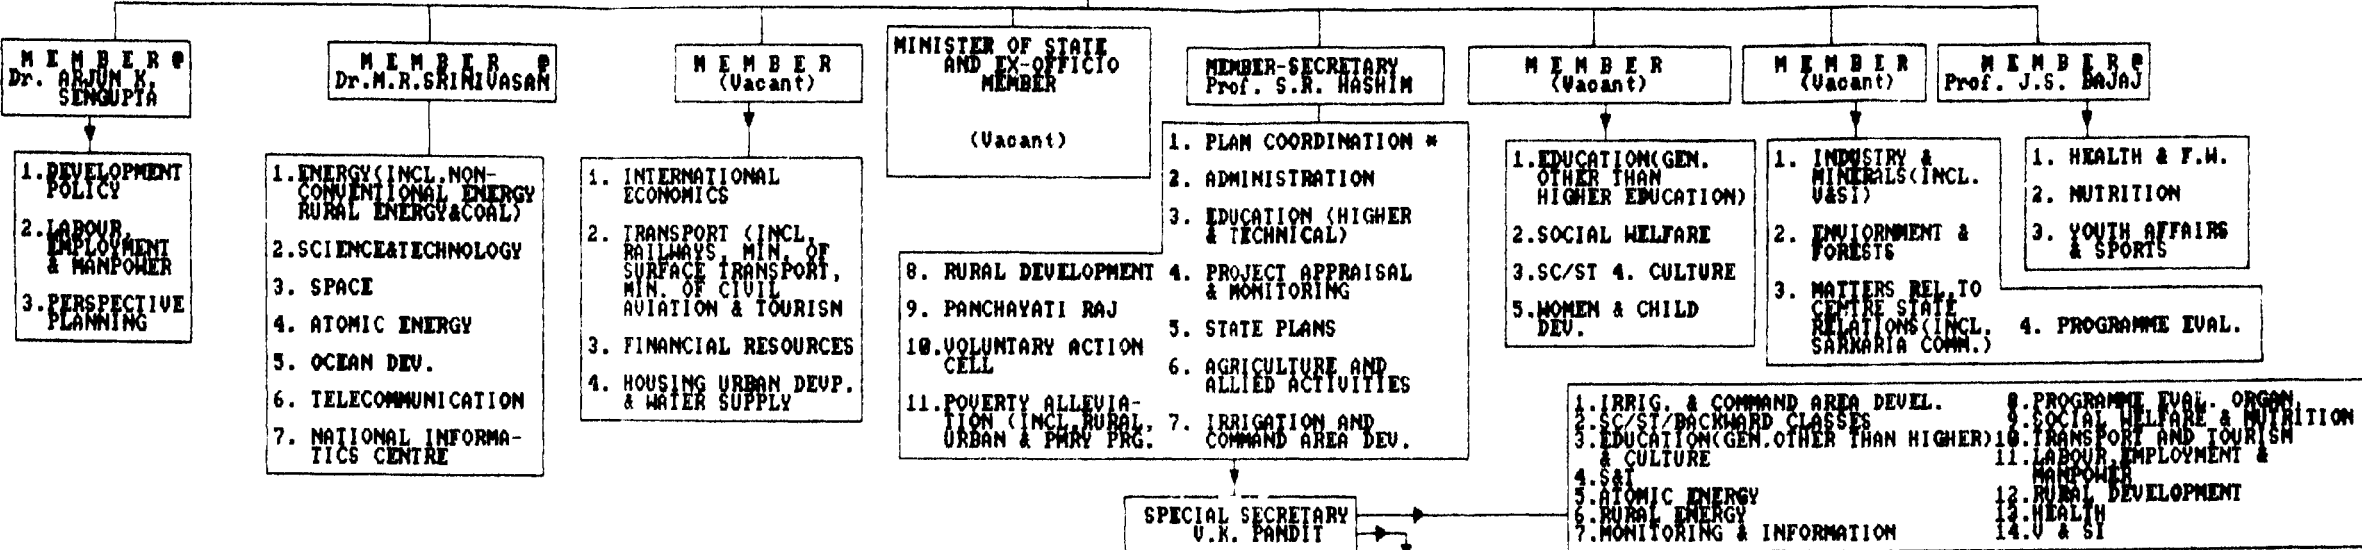 M E M B E R @
Dr. ARJUN K.
SENGUPTA
1.DEVELOPMENT
POLICY
2.LABOUR,
EMPLOYMENT
& MANPOWER
3.PERSPECTIVE
PLANNING
M E M B E R @
Dr.M.R.SRINIVASAN
1.ENERGY(INCL.NON-
CONVENTIONAL ENERGY
RURAL ENERGY&COAL)
2.SCIENCE&TECHNOLOGY
3. SPACE
4. ATOMIC ENERGY
5. OCEAN DEV.
6. TELECOMMUNICATION
7. NATIONAL INFORMA-
TICS CENTRE
M E M B E R
(Vacant)
1. INTERNATIONAL
ECONOMICS
2. TRANSPORT (INCL.
RAILWAYS, MIN. OF
SURFACE TRANSPORT,
MIN. OF CIVIL
AVIATION & TOURISM
3. FINANCIAL RESOURCES
4. HOUSING URBAN DEVP.
& WATER SUPPLY
MINISTER OF STATE
AND EX-OFFICIO
MEMBER
(Vacant)
MEMBER-SECRETARY
Prof. S.R. HASHIM
1. PLAN COORDINATION *
2. ADMINISTRATION
3. EDUCATION (HIGHER
& TECHNICAL)
4. PROJECT APPRAISAL
& MONITORING
5. STATE PLANS
6. AGRICULTURE AND
ALLIED ACTIVITIES
7. IRRIGATION AND
COMMAND AREA DEV.
8. RURAL DEVELOPMENT
9. PANCHAYATI RAJ
10.VOLUNTARY ACTION
CELL
11.POVERTY ALLEVIA-
TION (INCL.RURAL,
URBAN & PMRY PRG.
M E M B E R
(Vacant)
1.EDUCATION(GEN.
OTHER THAN
HIGHER EDUCATION)
2.SOCIAL WELFARE
3.SC/ST 4. CULTURE
5.WOMEN & CHILD
DEV.
M E M B E R
(Vacant)
1. INDUSTRY &
MINERALS(INCL.
V&SI)
2. ENVIORNMENT &
FORESTS
3. MATTERS REL.TO
CENTRE STATE
RELATIONS(INCL.
SARKARIA COMM.)
4. PROGRAMME EVAL.
M E M B E R @
Prof. J.S. BAJAJ
1. HEALTH & F.W.
2. NUTRITION
3. YOUTH AFFAIRS
& SPORTS
SPECIAL SECRETARY
V.K. PANDIT
1.IRRIG. & COMMAND AREA DEVEL.
2.SC/ST/BACKWARD CLASSES
3.EDUCATION(GEN.OTHER THAN HIGHER)
& CULTURE
4.S&T
5.ATOMIC ENERGY
6.RURAL ENERGY
7.MONITORING & INFORMATION
8.PROGRAMME EVAL. ORGAN.
9.SOCIAL WELFARE & NUTRITION
10.TRANSPORT AND TOURISM
11.LABOUR,EMPLOYMENT &
MANPOWER
12.RURAL DEVELOPMENT
13.HEALTH
14.V & SI